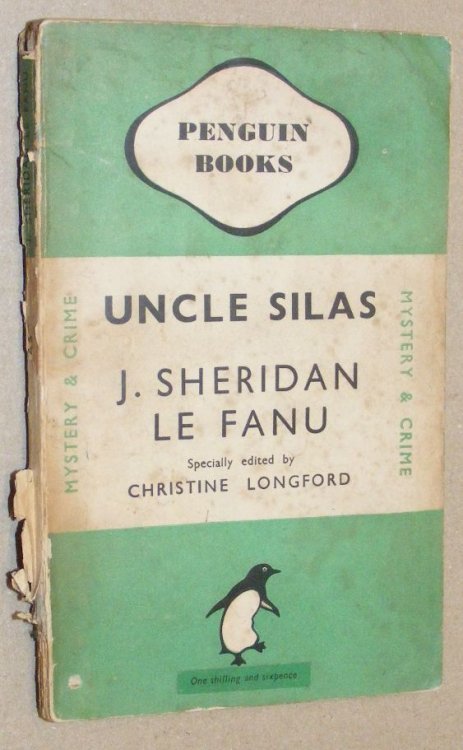 PENGUIN
BOOKS
UNCLE SILAS
J. SHERIDAN
LE FANU
Specially edited by
CHRISTINE LONGFORD
MYSTERY & CRIME
MYSTERY & CRIME
One shilling and sixpence